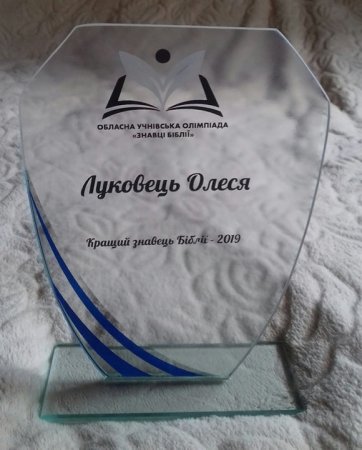 ОБЛАСНА УЧНІВСЬКА ОЛІМПІАДА
«ЗНАВЦІ БІБЛІЇ»
Луковець Олеся
Кращий знавець Біблії - 2019